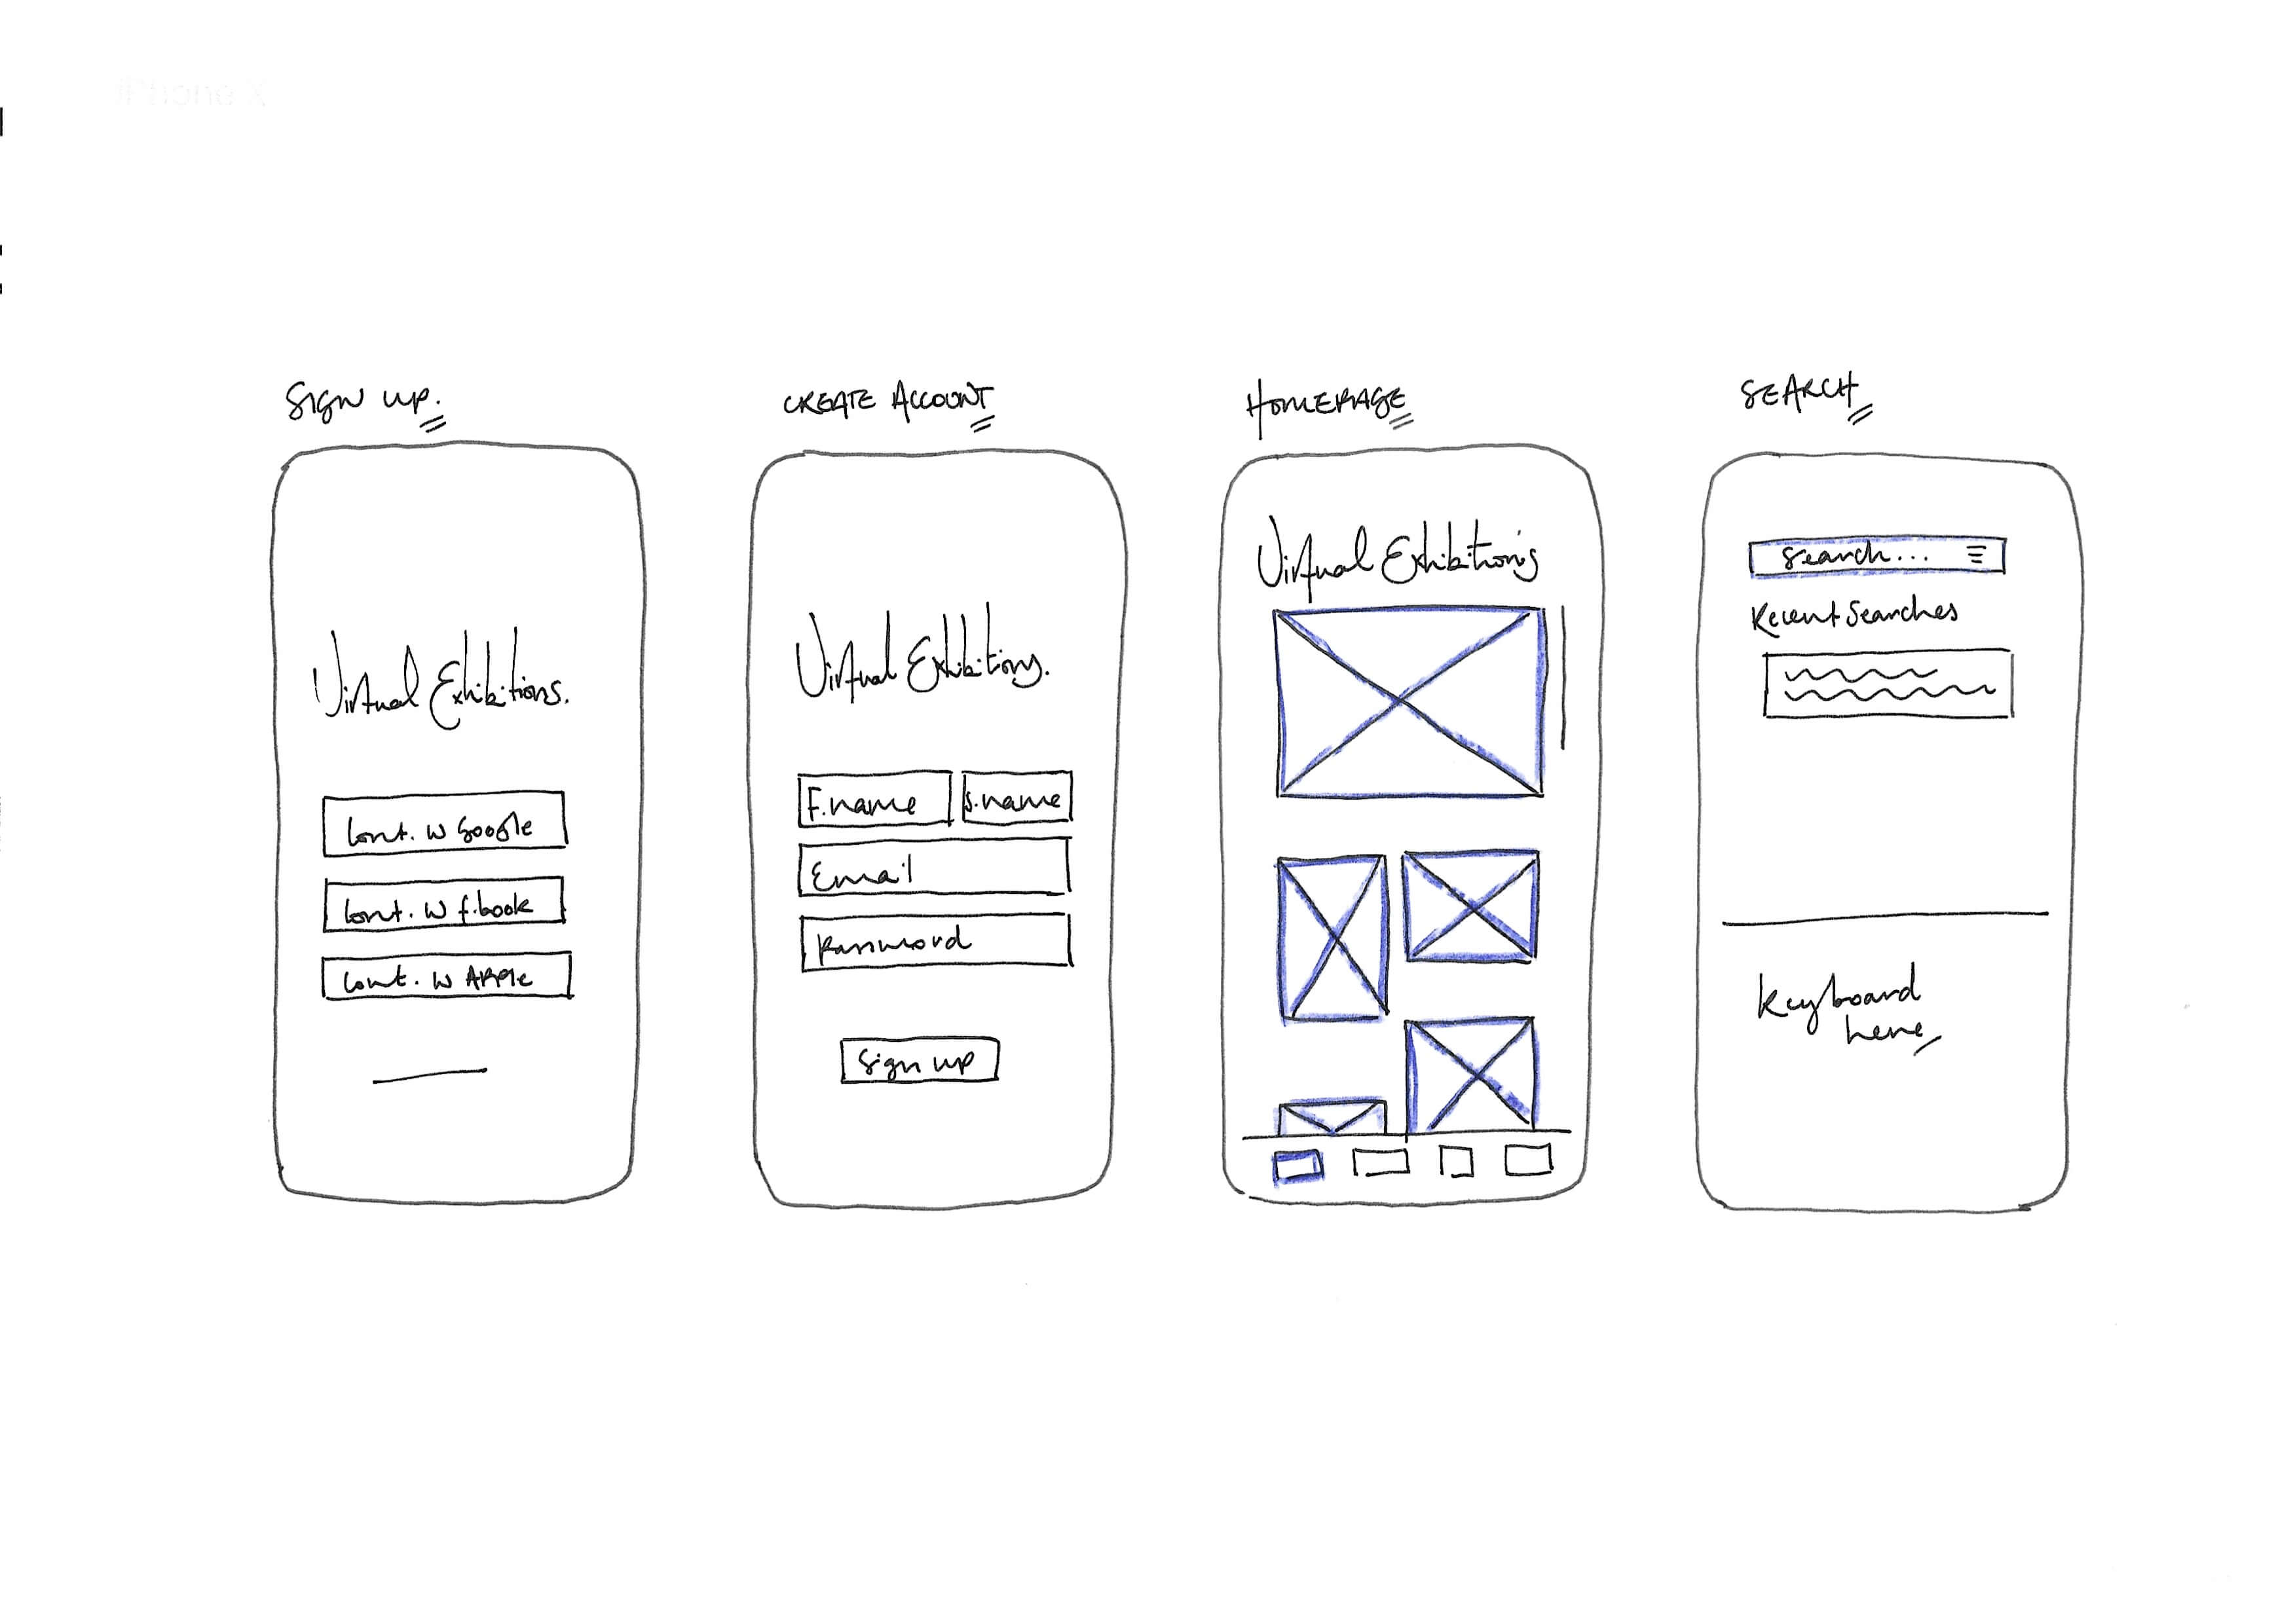 iPhone X
SIGN UP.
Virtual Exhibitions.
Cont. W Google
Cont. W f.book
Cont. W APPle
CREATE ACCOUNT
Virtual Exhibitions.
F.name
S.name
Email
Password
Sign up
HOMEPAGE
Virtual Exhibitions
SEARCH
Search...
Recent Searches
Keyboard
here